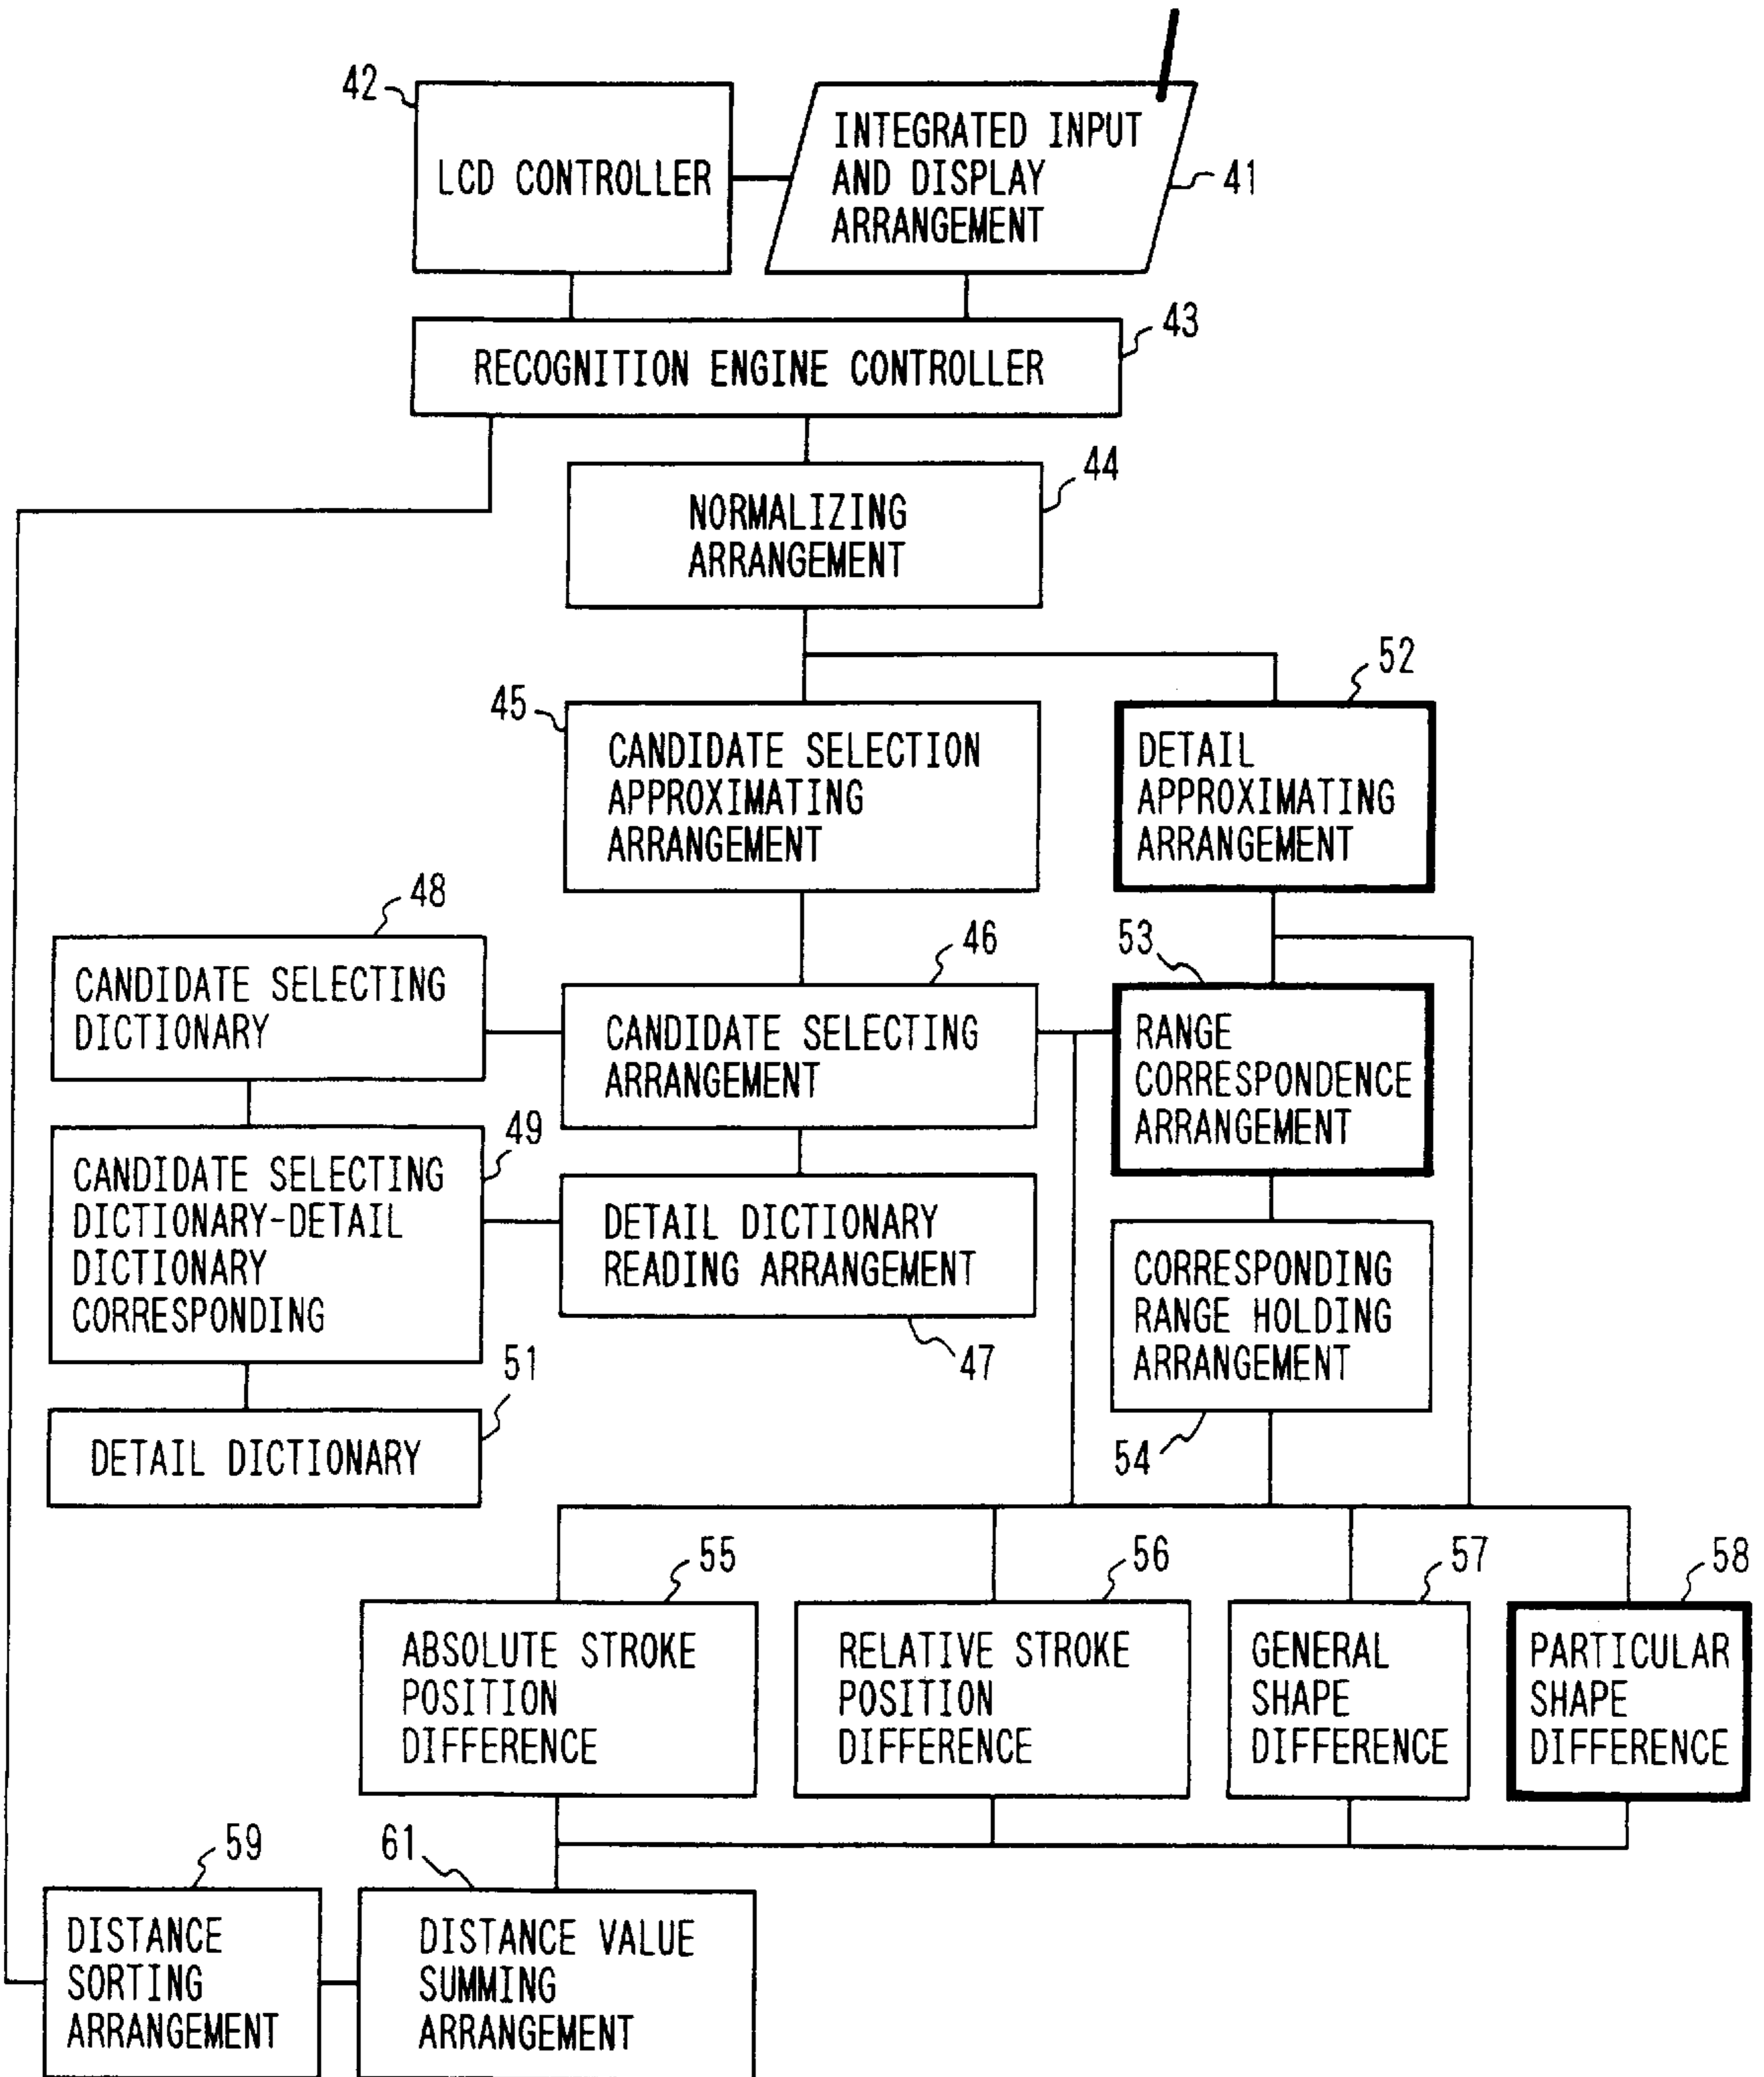 42
LCD CONTROLLER
INTEGRATED INPUT
AND DISPLAY
ARRANGEMENT
41
43
RECOGNITION ENGINE CONTROLLER
44
NORMALIZING
ARRANGEMENT
45
CANDIDATE SELECTION
APPROXIMATING
ARRANGEMENT
52
DETAIL
APPROXIMATING
ARRANGEMENT
48
CANDIDATE SELECTING
DICTIONARY
46
CANDIDATE SELECTING
ARRANGEMENT
53
RANGE
CORRESPONDENCE
ARRANGEMENT
49
CANDIDATE SELECTING
DICTIONARY-DETAIL
DICTIONARY
CORRESPONDING
DETAIL DICTIONARY
READING ARRANGEMENT
47
CORRESPONDING
RANGE HOLDING
ARRANGEMENT
54
51
DETAIL DICTIONARY
55
ABSOLUTE STROKE
POSITION
DIFFERENCE
56
RELATIVE STROKE
POSITION
DIFFERENCE
57
GENERAL
SHAPE
DIFFERENCE
58
PARTICULAR
SHAPE
DIFFERENCE
59
DISTANCE
SORTING
ARRANGEMENT
61
DISTANCE VALUE
SUMMING
ARRANGEMENT